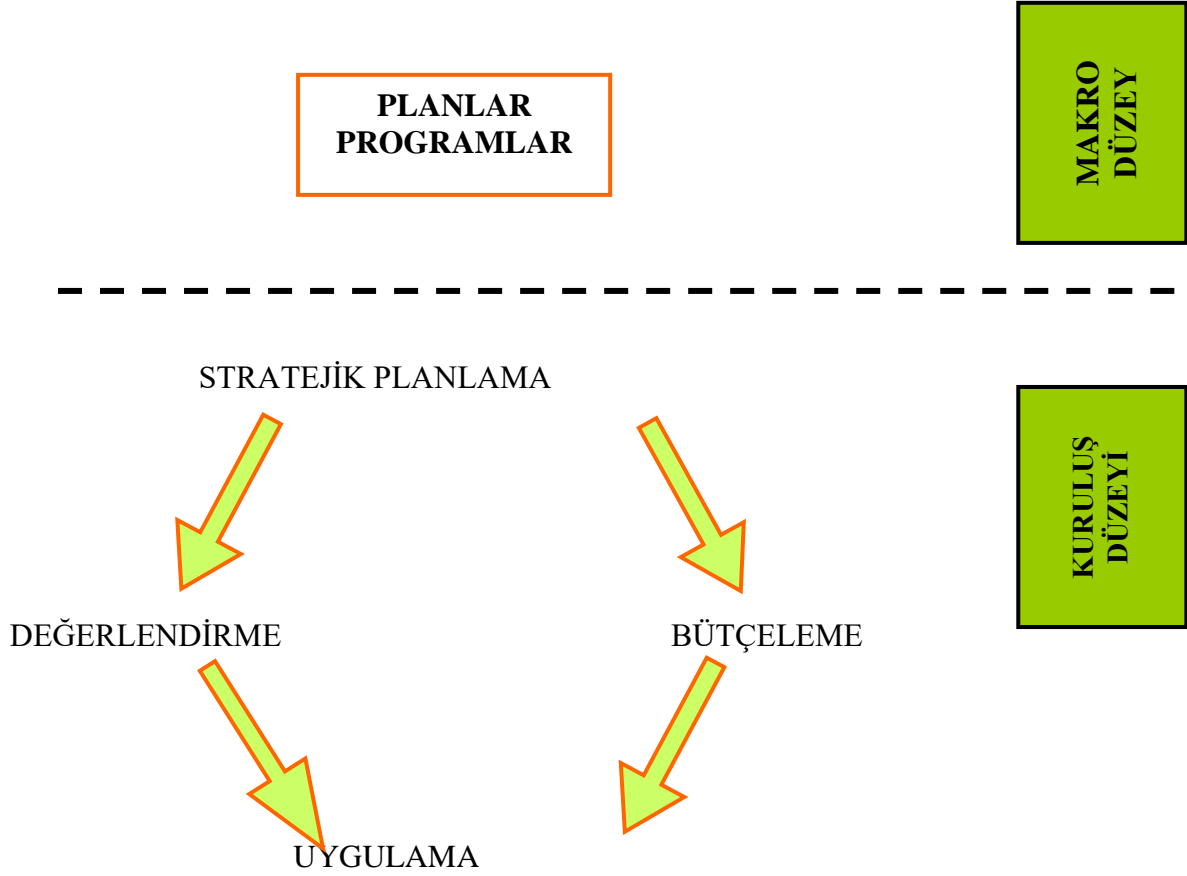 PLANLAR
PROGRAMLAR
MAKRO
DÜZEY
STRATEJİK PLANLAMA
KURULUŞ
DÜZEYİ
DEĞERLENDİRME
BÜTÇELEME
UYGULAMA